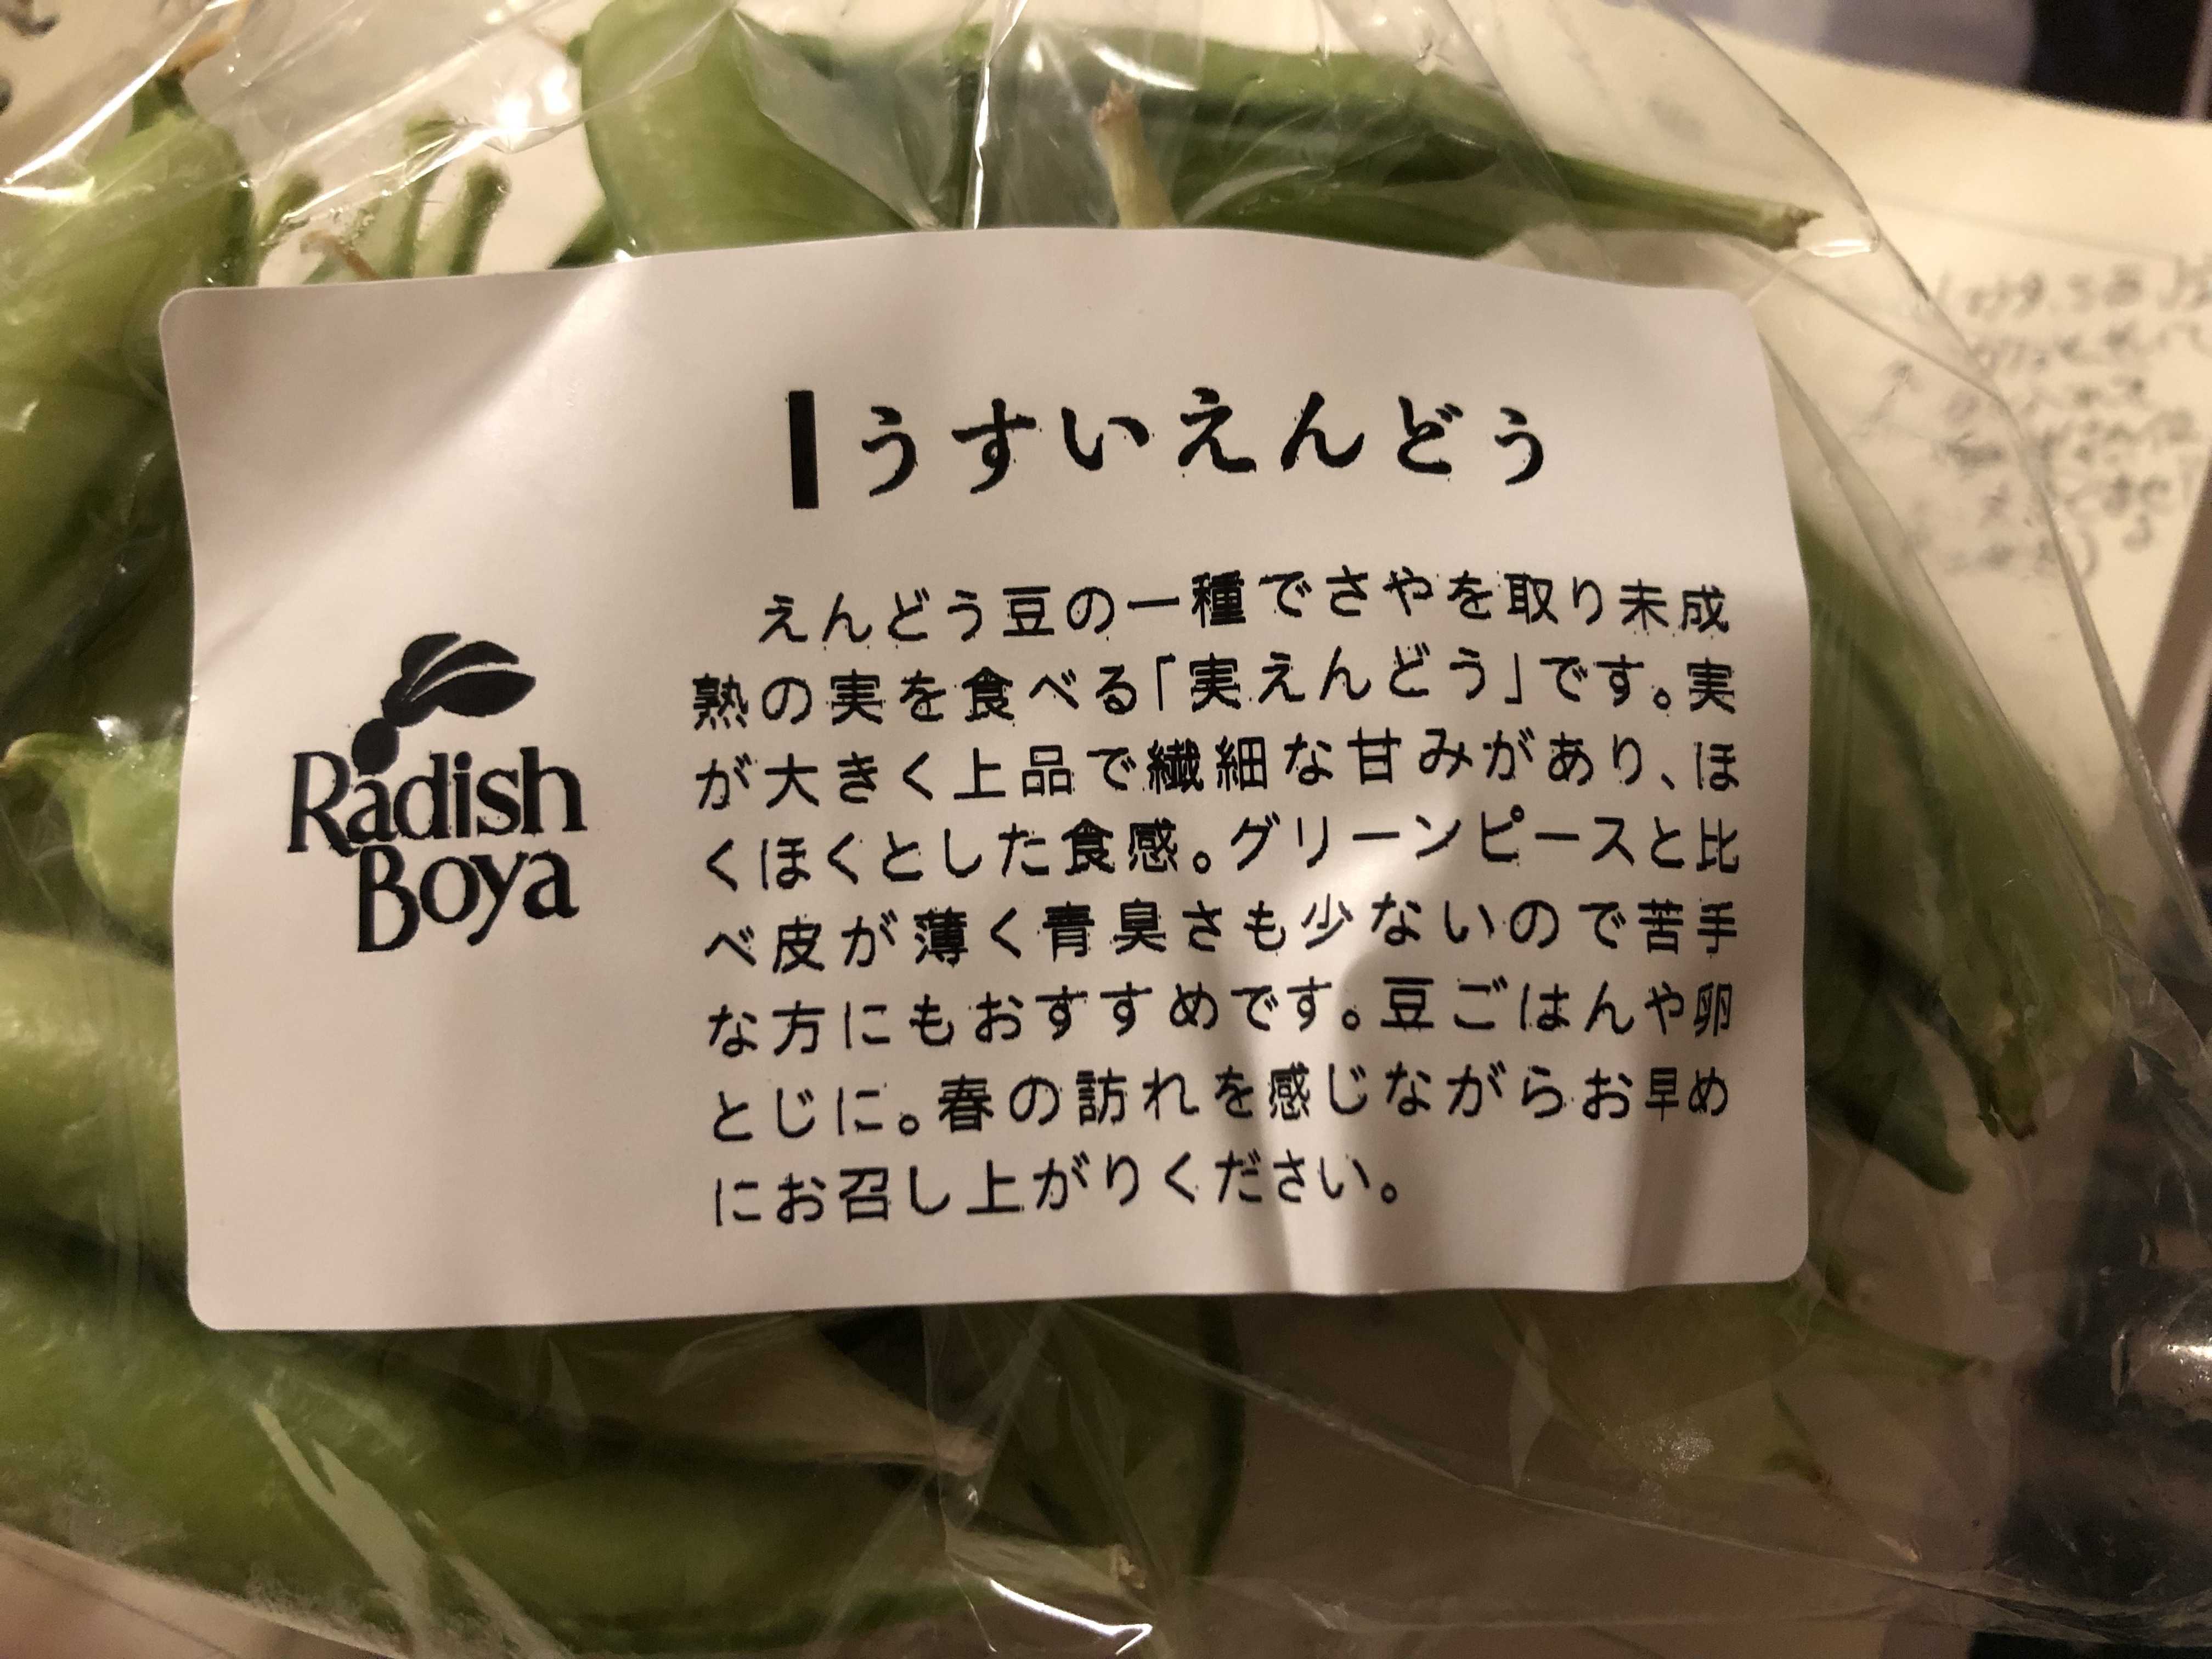 うすいえんどう
えんどう豆の一種でさやを取り未成
熟の実を食べる「実えんどう」です。実
が大きく上品で繊細な甘みがあり、ほ
くほくとした食感。グリーンピースと比
べ皮が薄く青臭さも少ないので苦手
な方にもおすすめです。豆ごはんや卵
とじに。春の訪れを感じながらお早め
にお召し上がりください。
Radish
Boya